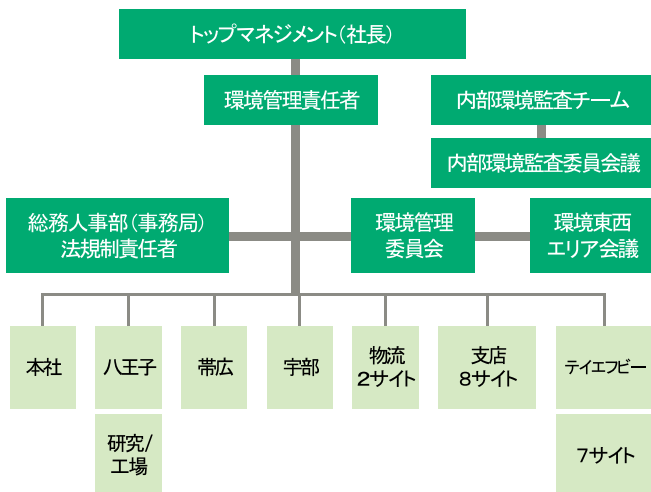 トップマネジメント（社長）
環境管理責任者
内部環境監査チーム
内部環境監査委員会議
総務人事部（事務局）
法規制責任者
環境管理
委員会
環境東西
エリア会議
本社
八王子
帯広
宇部
物流
2サイト
支店
8サイト
テイエフビー
研究/
工場
7サイト